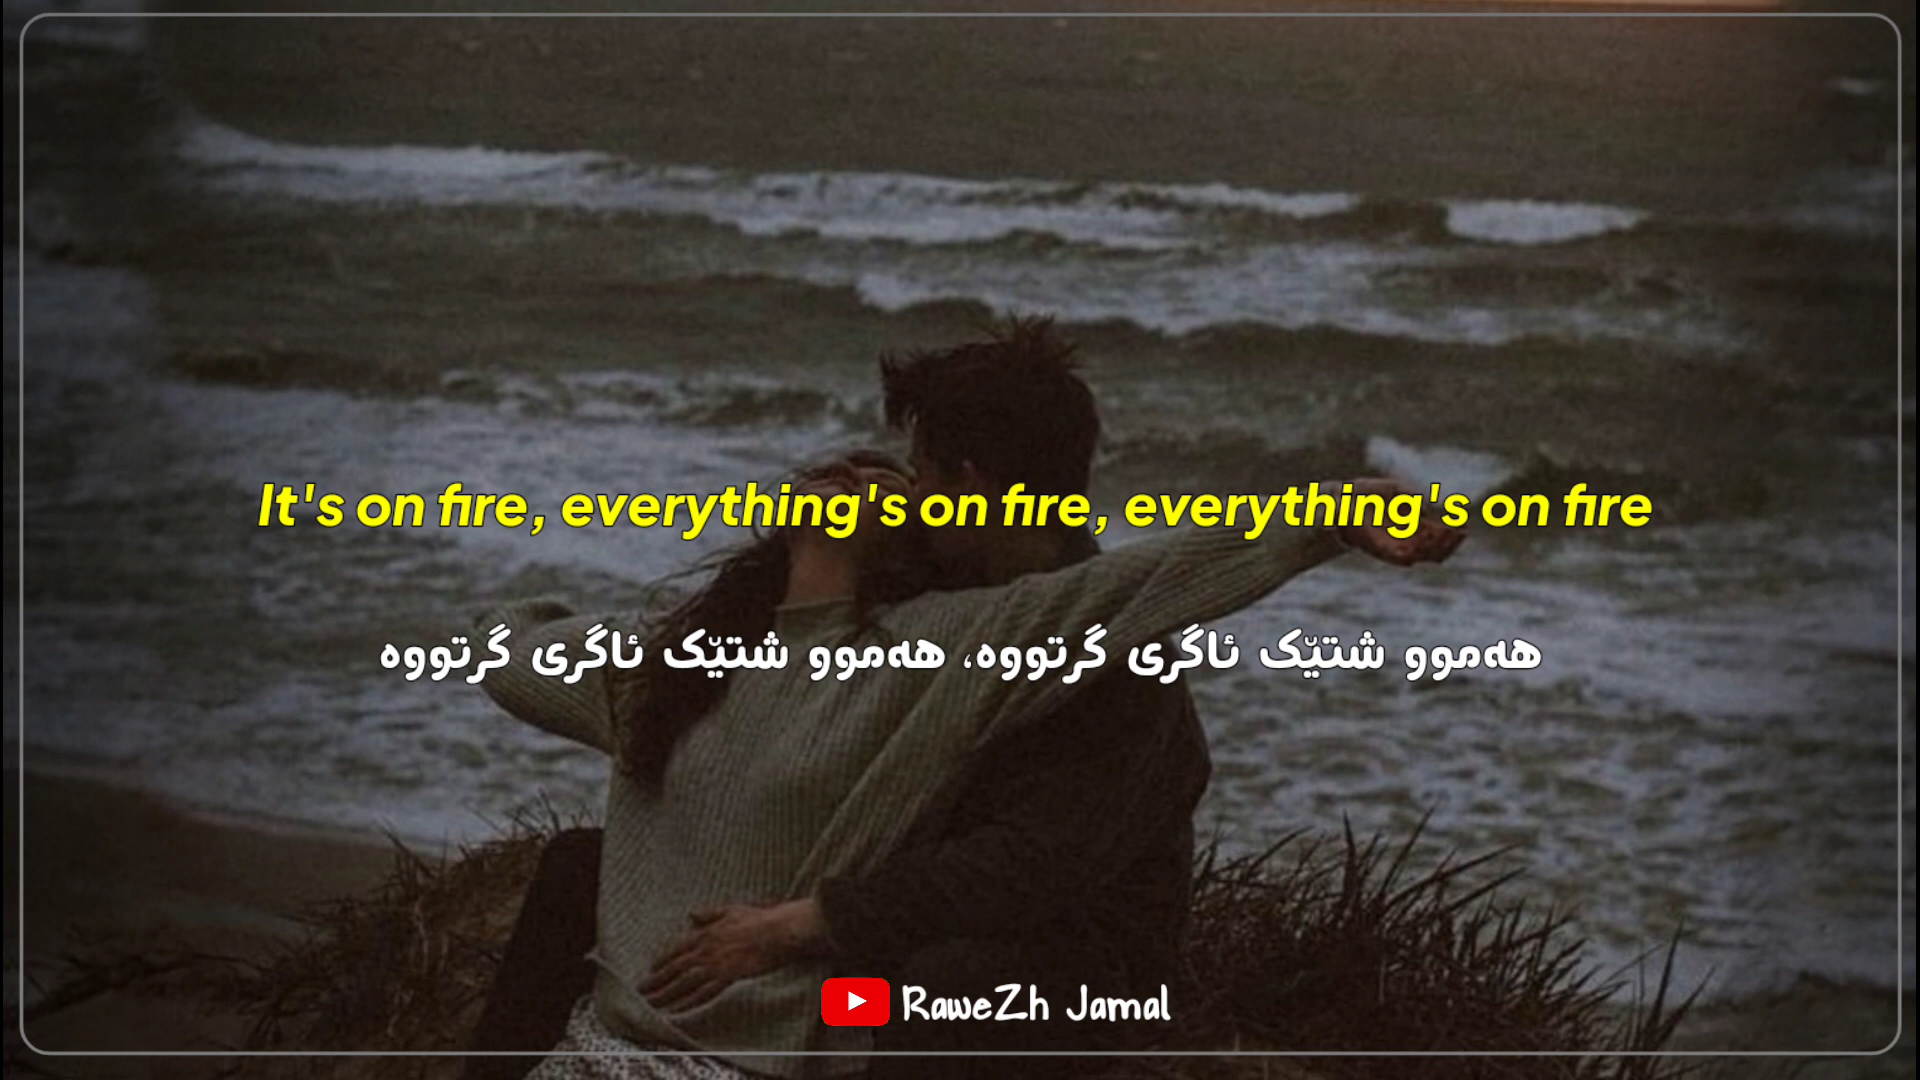 It's on fire, everything's on fire, everything's on fire
هەموو شتێک ئاگری گرتووە، هەموو شتێک ئاگری گرتووە
RaweZh Jamal